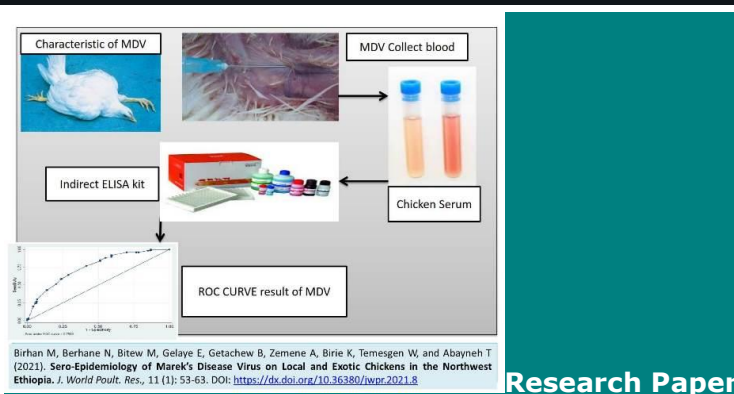 Characteristic of MDV
MDV Collect blood
Indirect ELISA kit
Chicken Serum
ROC CURVE result of MDV
Birhan M, Berhane N, Bitew M, Gelaye E, Getachew B, Zemene A, Birie K, Temesgen W, and Abayneh T
(2021). Sero-Epidemiology of Marek's Disease Virus on Local and Exotic Chickens in the Northwest
Ethiopia. J. World Poult. Res., 11 (1): 53-63. DOI: https://dx.doi.org/10.36380/jwpr.2021.8
Research Paper